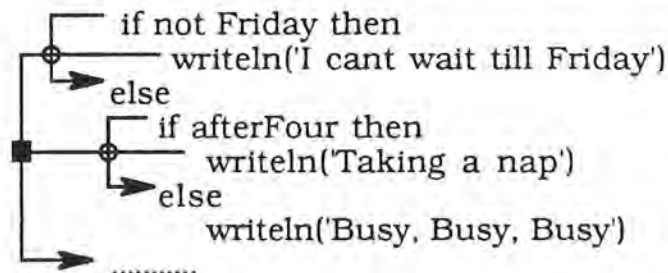 if not Friday then
writeln('I cant wait till Friday')
else
if afterFour then
writeln('Taking a nap')
else
writeln('Busy, Busy, Busy')
..........